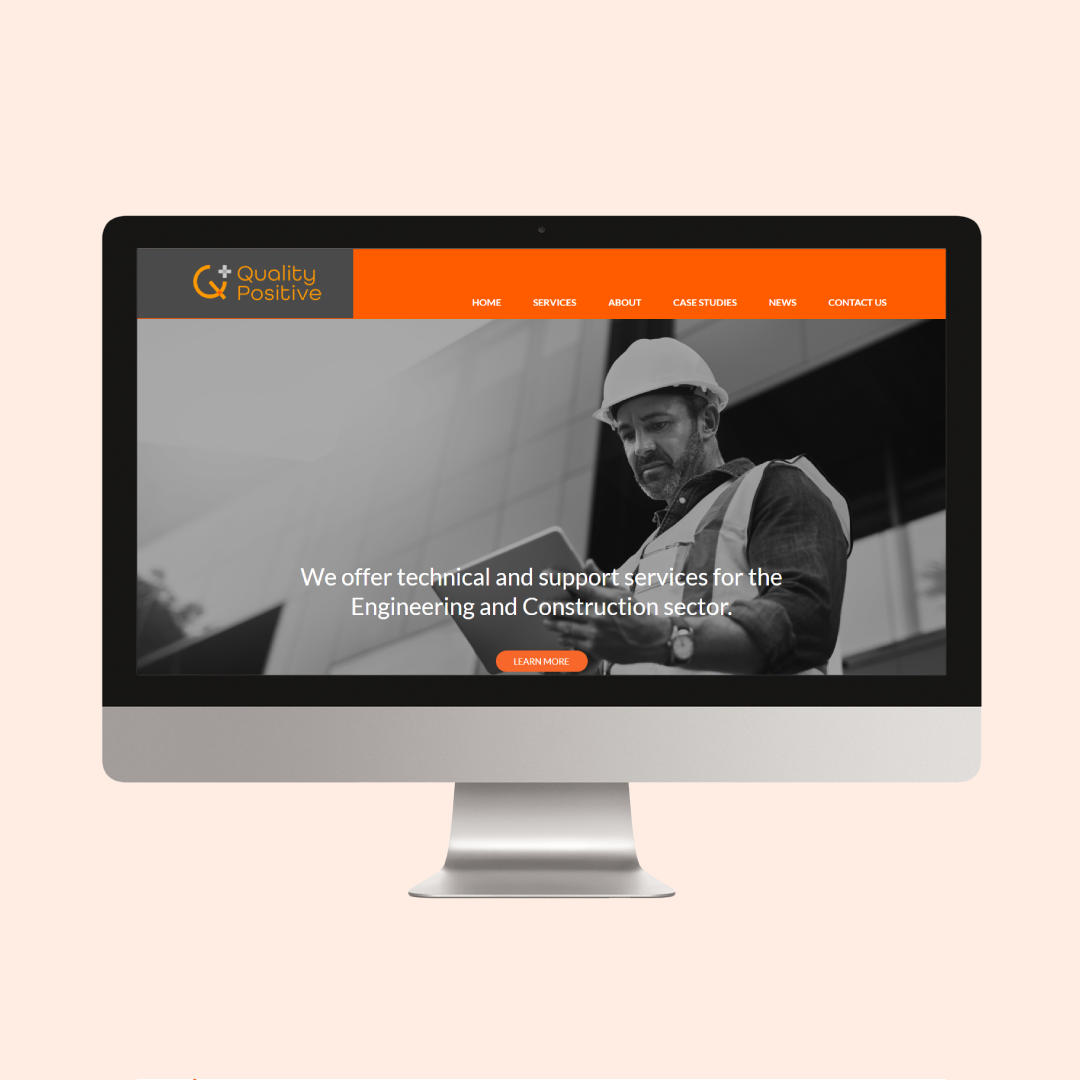 Quality
Positive
HOME SERVICES ABOUT CASE STUDIES NEWS CONTACT US
We offer technical and support services for the
Engineering and Construction sector.
LEARN MORE